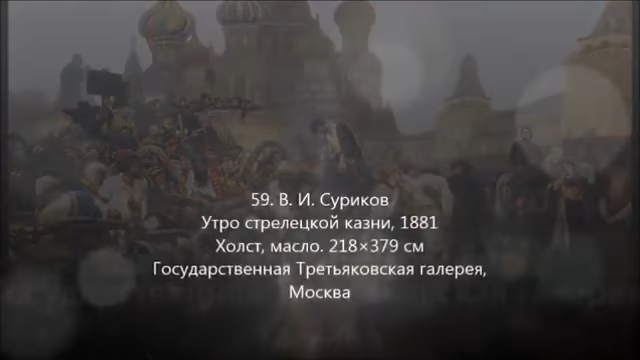 59. В. И. Суриков
Утро стрелецкой казни, 1881
Холст, масло. 218×379 см
Государственная Третьяковская галерея,
Москва